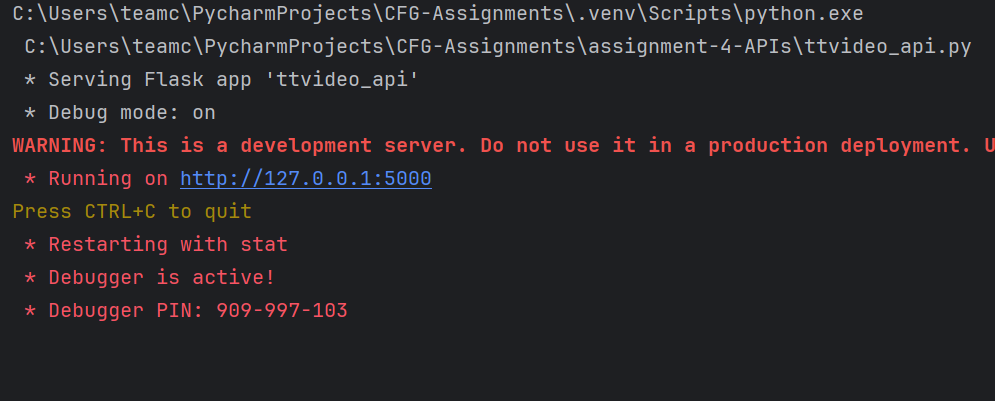 C:\Users\teamc\PycharmProjects\CFG-Assignments\.venv\Scripts\python.exe
C:\Users\teamc\PycharmProjects\CFG-Assignments\assignment-4-APIs\ttvideo_api.py
* Serving Flask app 'ttvideo_api'
* Debug mode: on
WARNING: This is a development server. Do not use it in a production deployment. U
* Running on http://127.0.0.1:5000
Press CTRL+C to quit
* Restarting with stat
* Debugger is active!
* Debugger PIN: 909-997-103